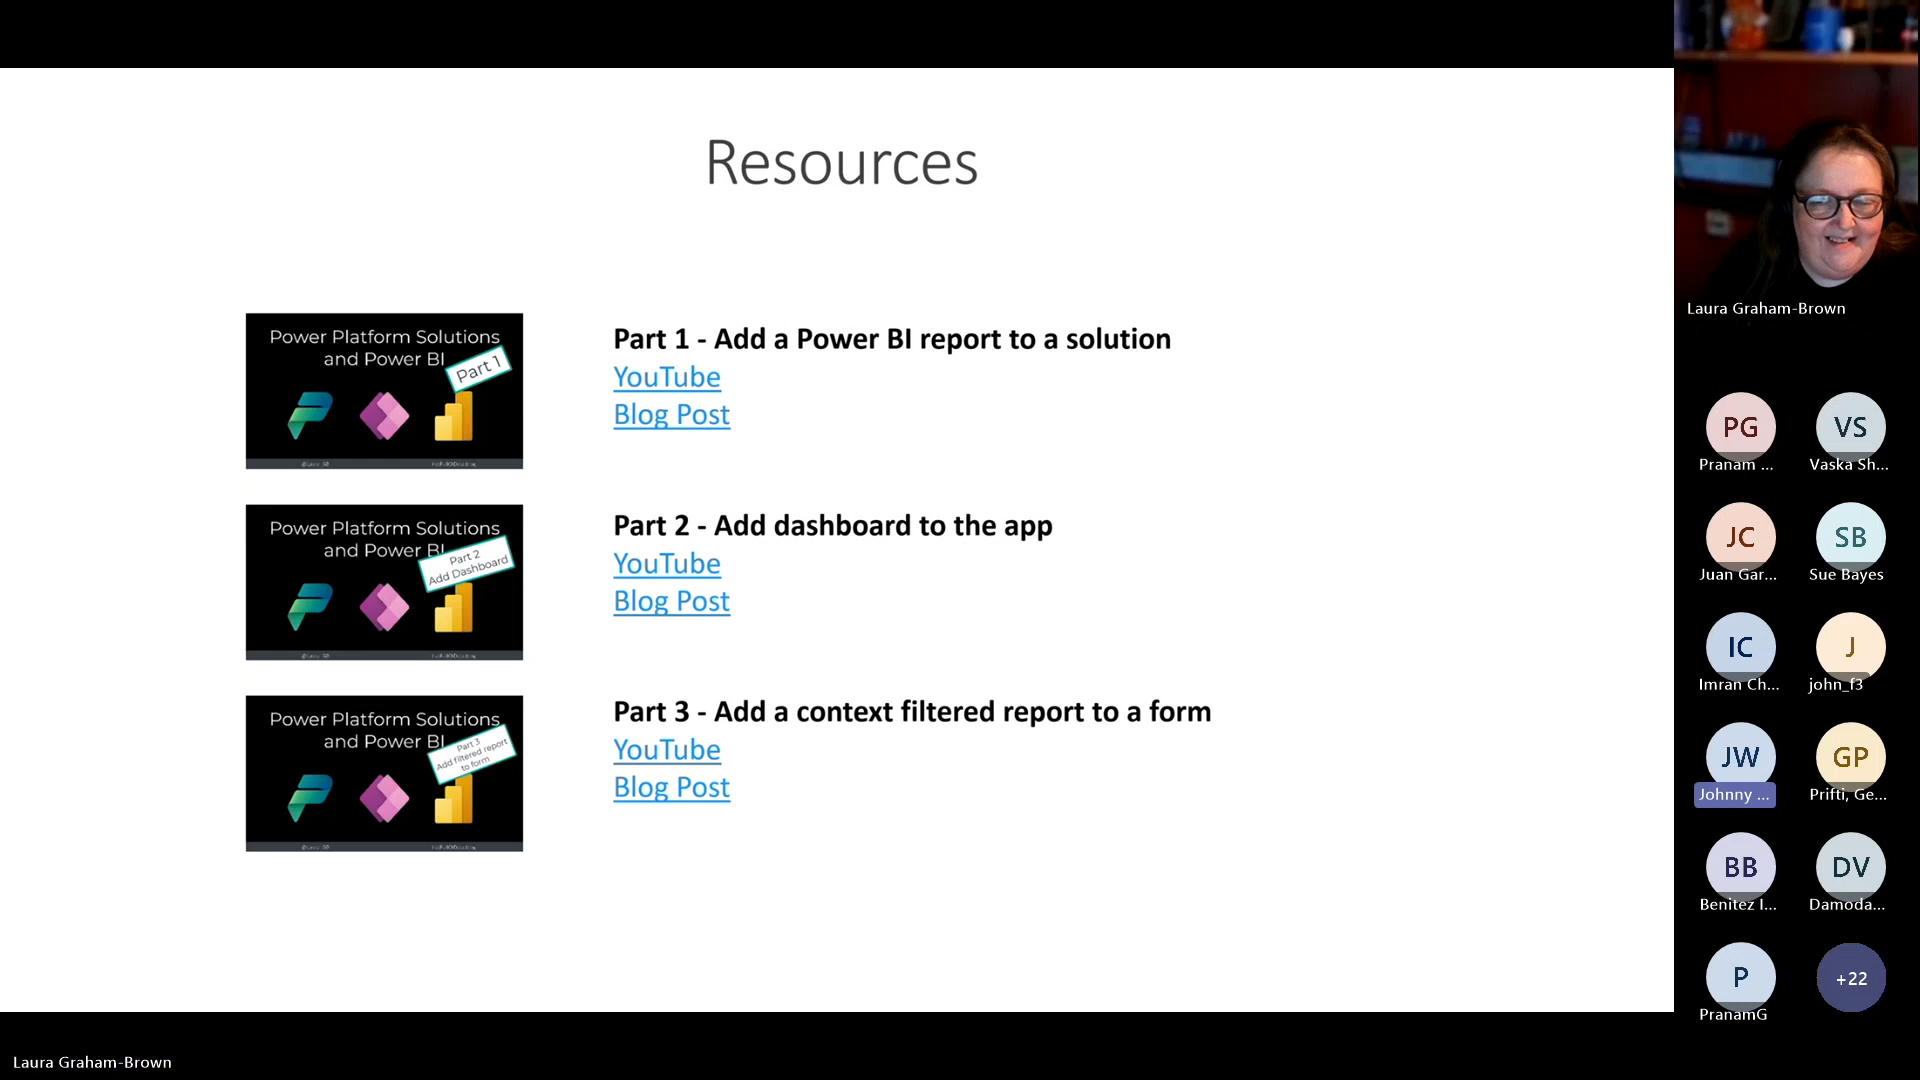 Resources
Power Platform Solutions
and Power BI
Part 1
Part 1 - Add a Power BI report to a solution
YouTube
Blog Post
Power Platform Solutions
and Power BI
Part 2
Add Dashboard
Part 2 - Add dashboard to the app
YouTube
Blog Post
Power Platform Solutions
and Power BI
Part 3
Add filtered report
to form
Part 3 - Add a context filtered report to a form
YouTube
Blog Post
Laura Graham-Brown
PG
Pranam ...
VS
Vaska Sh...
JC
Juan Gar...
SB
Sue Bayes
IC
Imran Ch...
J
john_f3
JW
Johnny ...
GP
Prifti, Ge...
BB
Benitez I...
DV
Damoda...
P
PranamG
+22
Laura Graham-Brown